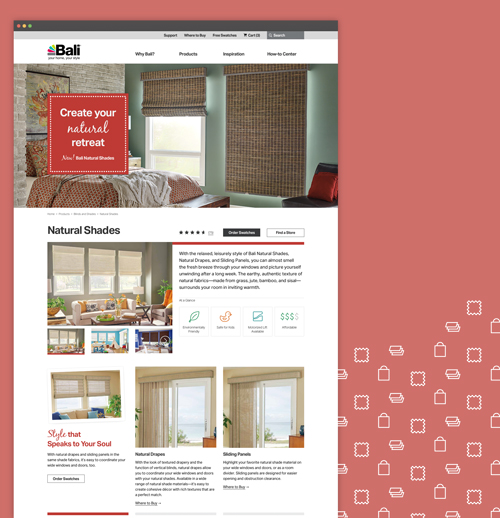 Support Where to Buy Free Swatches Cart (3) Search
Bali
your home, your style
Why Bali? Products Inspiration How-to Center
Create your
natural
retreat
New! Bali Natural Shades
Home > Products > Blinds and Shades > Natural Shades
Natural Shades
Order Swatches Find a Store
With the relaxed, leisurely style of Bali Natural Shades,
Natural Drapes, and Sliding Panels, you can almost smell
the fresh breeze through your windows and picture yourself
unwinding after a long week. The earthy, authentic texture of
natural fabrics—made from grass, jute, bamboo, and sisal—
surrounds your room in inviting warmth.
At a Glance
Environmentally
Friendly
Safer for Kids
Motorized Lift
Available
$$$$
Affordable
Style that
Speaks to Your Soul
With natural drapes and sliding panels in the
same shade fabrics, it's easy to coordinate your
wide windows and doors, too.
Order Swatches
Natural Drapes
With the look of textured drapery and the
function of vertical blinds, natural drapes allow
you to coordinate your wide windows and doors
with your natural shades. Available in a wide
range of natural shade materials—it's easy to
create cohesive décor with rich textures that are
a perfect match.
Where to Buy →
Sliding Panels
Highlight your favorite natural shade material on
your wide windows and doors, or as a room
divider. Sliding panels are designed for easier
opening and obstruction clearance.
Where to Buy →